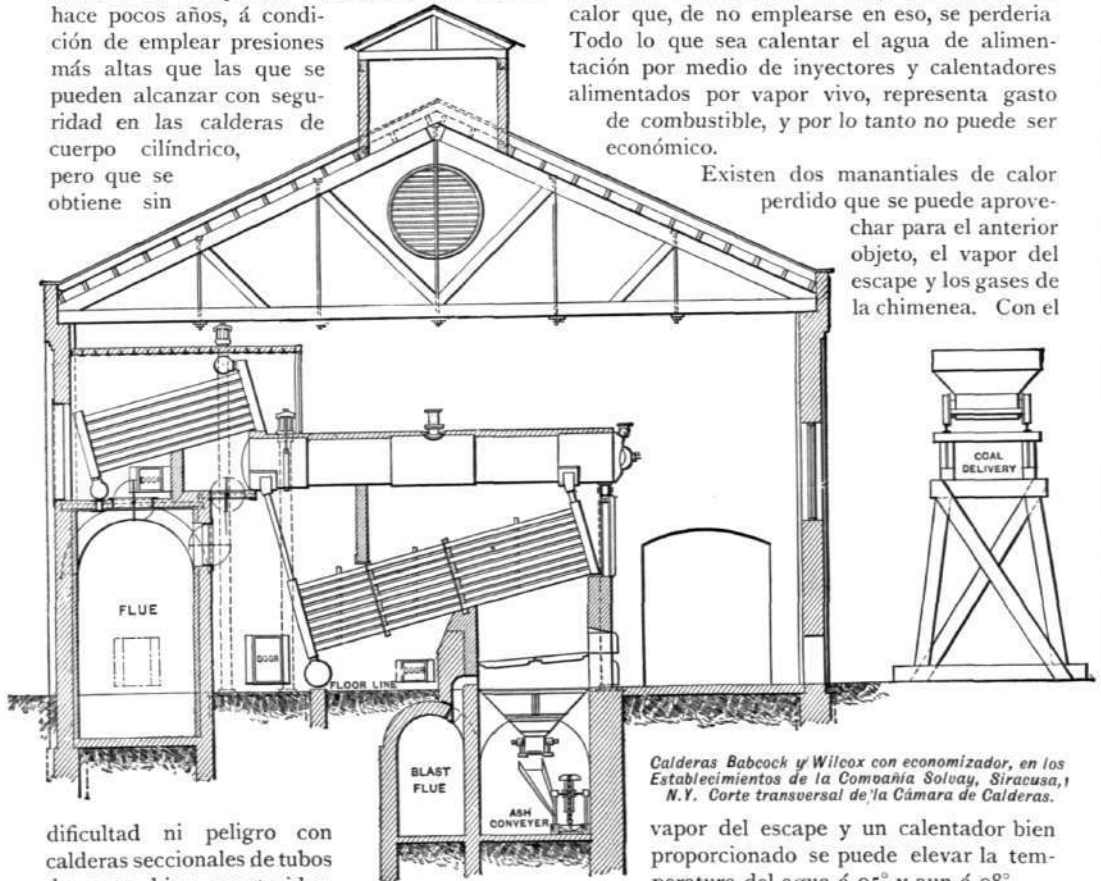 hace pocos años, á condi-
ción de emplear presiones
más altas que las que se
pueden alcanzar con segu-
ridad en las calderas de
cuerpo cilíndrico,
pero que se
obtiene sin
dificultad ni peligro con
calderas seccionales de tubos
calor que, de no emplearse en eso, se perderia
Todo lo que sea calentar el agua de alimen-
tación por medio de inyectores y calentadores
alimentados por vapor vivo, representa gasto
de combustible, y por lo tanto no puede ser
económico.
Existen dos manantiales de calor
perdido que se puede aprove-
char para el anterior
objeto, el vapor del
escape y los gases de
la chimenea. Con el
vapor del escape y un calentador bien
proporcionado se puede elevar la tem-
peratura del agua á 95° y aun á 98°
COAL
DELIVERY
DOOR
FLUE
DOOR
DOOR
FLOOR LINE
BLAST
FLUE
ASH
CONVEYER
Calderas Babcock y Wilcox con economizador, en los
Establecimientos de la Compañía Solvay, Siracusa,
N.Y. Corte transversal de la Cámara de Calderas.